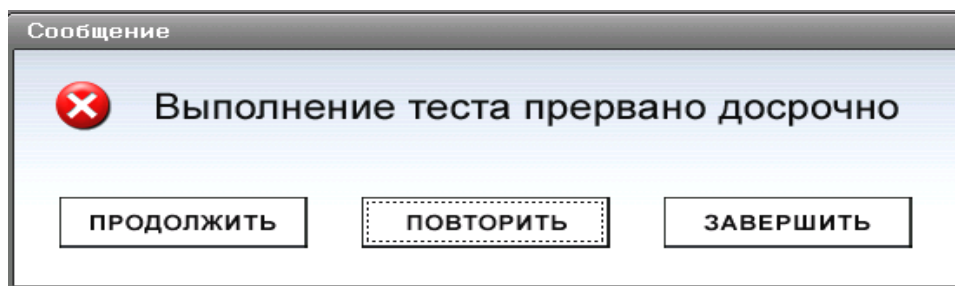 Сообщение
Выполнение теста прервано досрочно
ПРОДОЛЖИТЬ ПОВТОРИТЬ ЗАВЕРШИТЬ